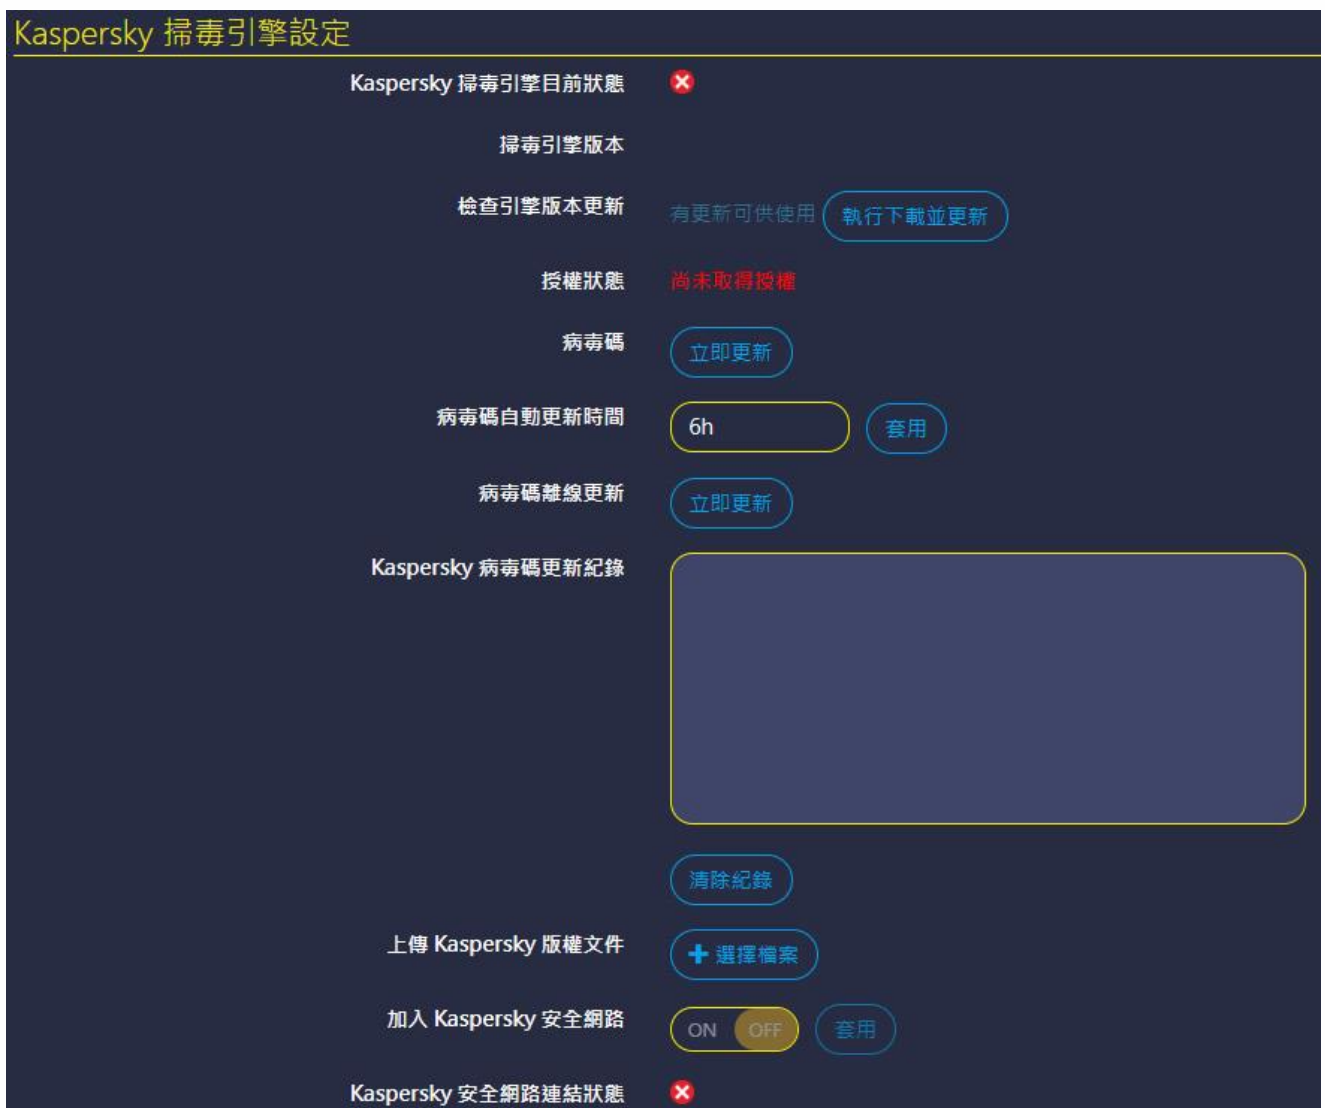 Kaspersky 掃毒引擎設定
Kaspersky 掃毒引擎目前狀態
掃毒引擎版本
檢查引擎版本更新 有更新可供使用 執行下載並更新
授權狀態 尚未取得授權
病毒碼 立即更新
病毒碼自動更新時間 6h 套用
病毒碼離線更新 立即更新
Kaspersky 病毒碼更新紀錄
清除紀錄
上傳 Kaspersky 版權文件 選擇檔案
加入 Kaspersky 安全網路 ON OFF 套用
Kaspersky 安全網路連結狀態